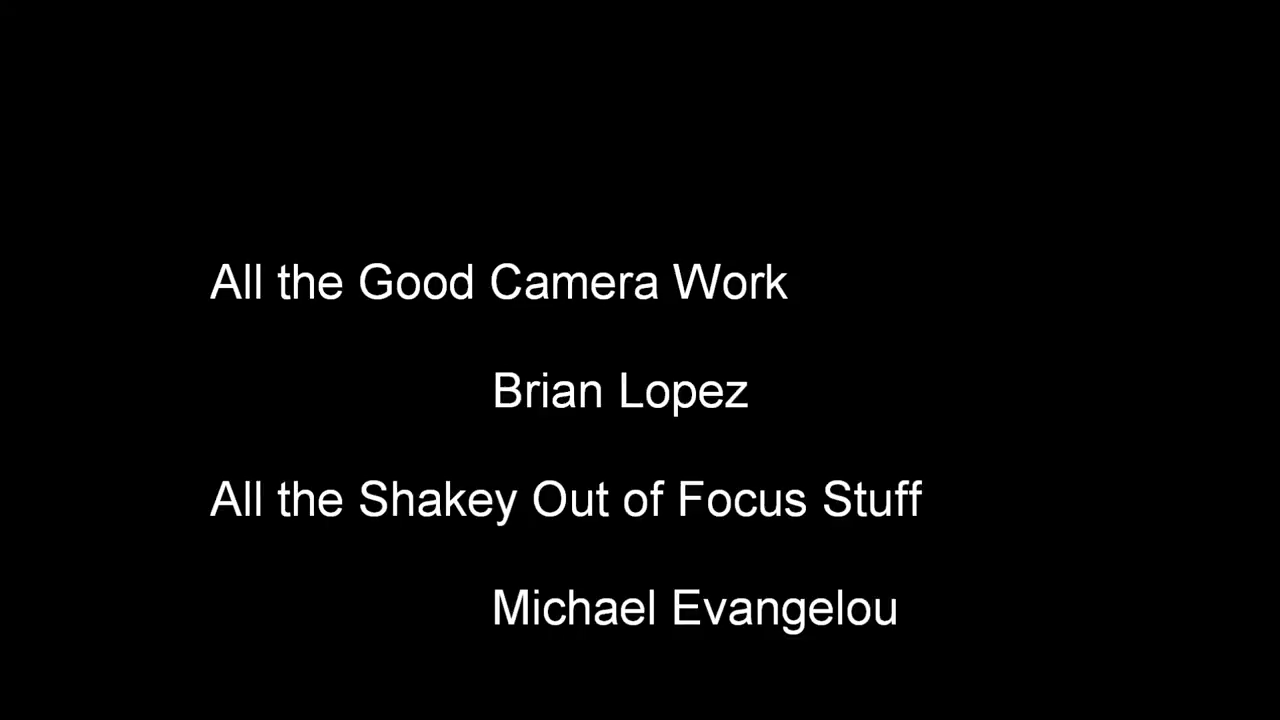 All the Good Camera Work
Brian Lopez
All the Shakey Out of Focus Stuff
Michael Evangelou